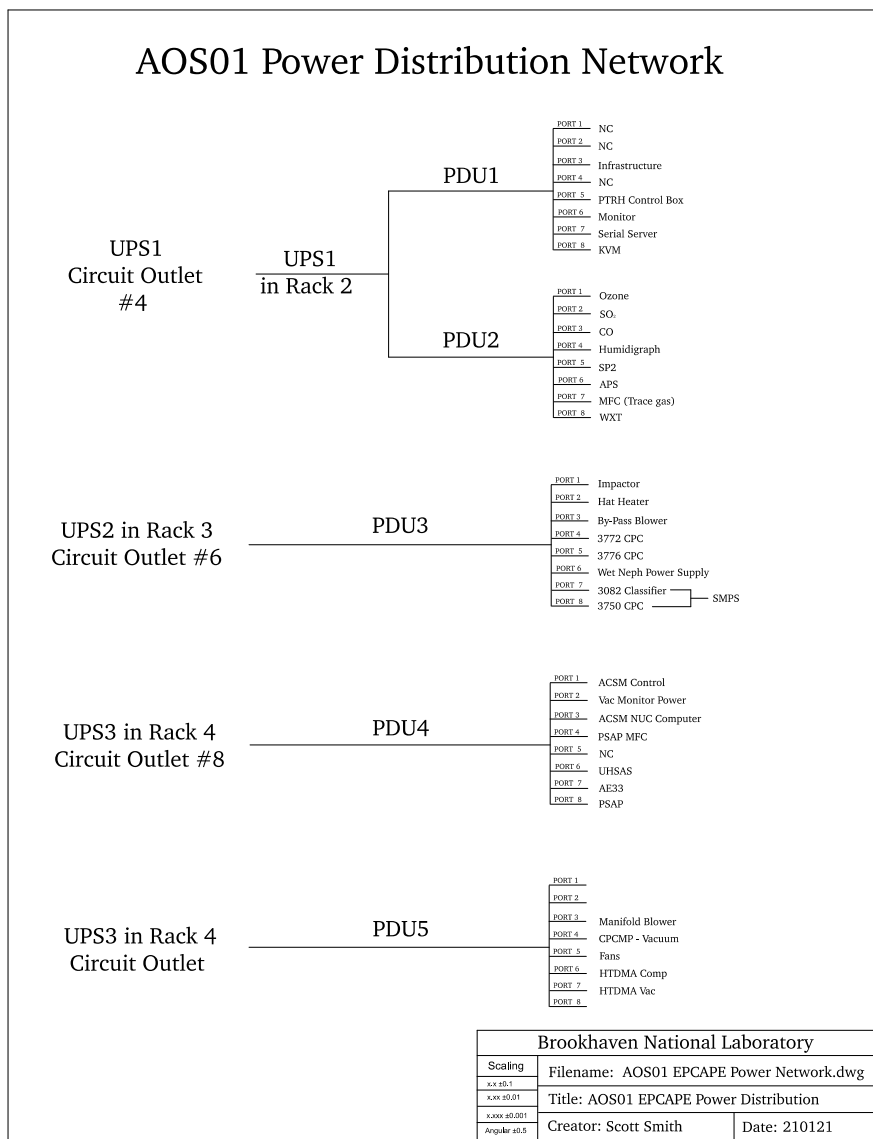 AOS01 Power Distribution Network
UPS1
Circuit Outlet
#4
UPS1
in Rack 2
PDU1
PORT 1 NC
PORT 2 NC
PORT 3 Infrastructure
PORT 4 NC
PORT 5 PTRH Control Box
PORT 6 Monitor
PORT 7 Serial Server
PORT 8 KVM
PDU2
PORT 1 Ozone
PORT 2 SO₂
PORT 3 CO
PORT 4 Humidigraph
PORT 5 SP2
PORT 6 APS
PORT 7 MFC (Trace gas)
PORT 8 WXT
UPS2 in Rack 3
Circuit Outlet #6
PDU3
PORT 1 Impactor
PORT 2 Hat Heater
PORT 3 By-Pass Blower
PORT 4 3772 CPC
PORT 5 3776 CPC
PORT 6 Wet Neph Power Supply
PORT 7 3082 Classifier
PORT 8 3750 CPC
SMPS
UPS3 in Rack 4
Circuit Outlet #8
PDU4
PORT 1 ACSM Control
PORT 2 Vac Monitor Power
PORT 3 ACSM NUC Computer
PORT 4 PSAP MFC
PORT 5 NC
PORT 6 UHSAS
PORT 7 AE33
PORT 8 PSAP
UPS3 in Rack 4
Circuit Outlet
PDU5
PORT 1
PORT 2
PORT 3 Manifold Blower
PORT 4 CPCMP - Vacuum
PORT 5 Fans
PORT 6 HTDMA Comp
PORT 7 HTDMA Vac
PORT 8
Brookhaven National Laboratory
Scaling
x.x ±0.1
x.xx ±0.01
x.xxx ±0.001
Angular ±0.5
Filename: AOS01 EPCAPE Power Network.dwg
Title: AOS01 EPCAPE Power Distribution
Creator: Scott Smith
Date: 210121